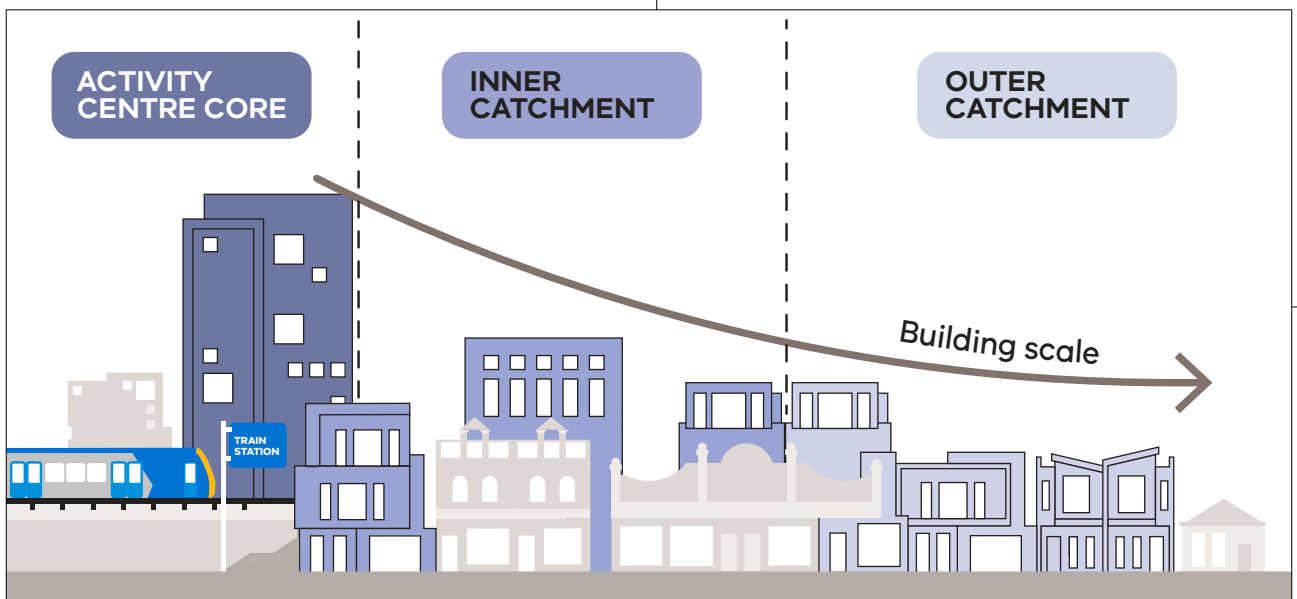 ACTIVITY
CENTRE CORE
INNER
CATCHMENT
OUTER
CATCHMENT
Building scale
TRAIN
STATION